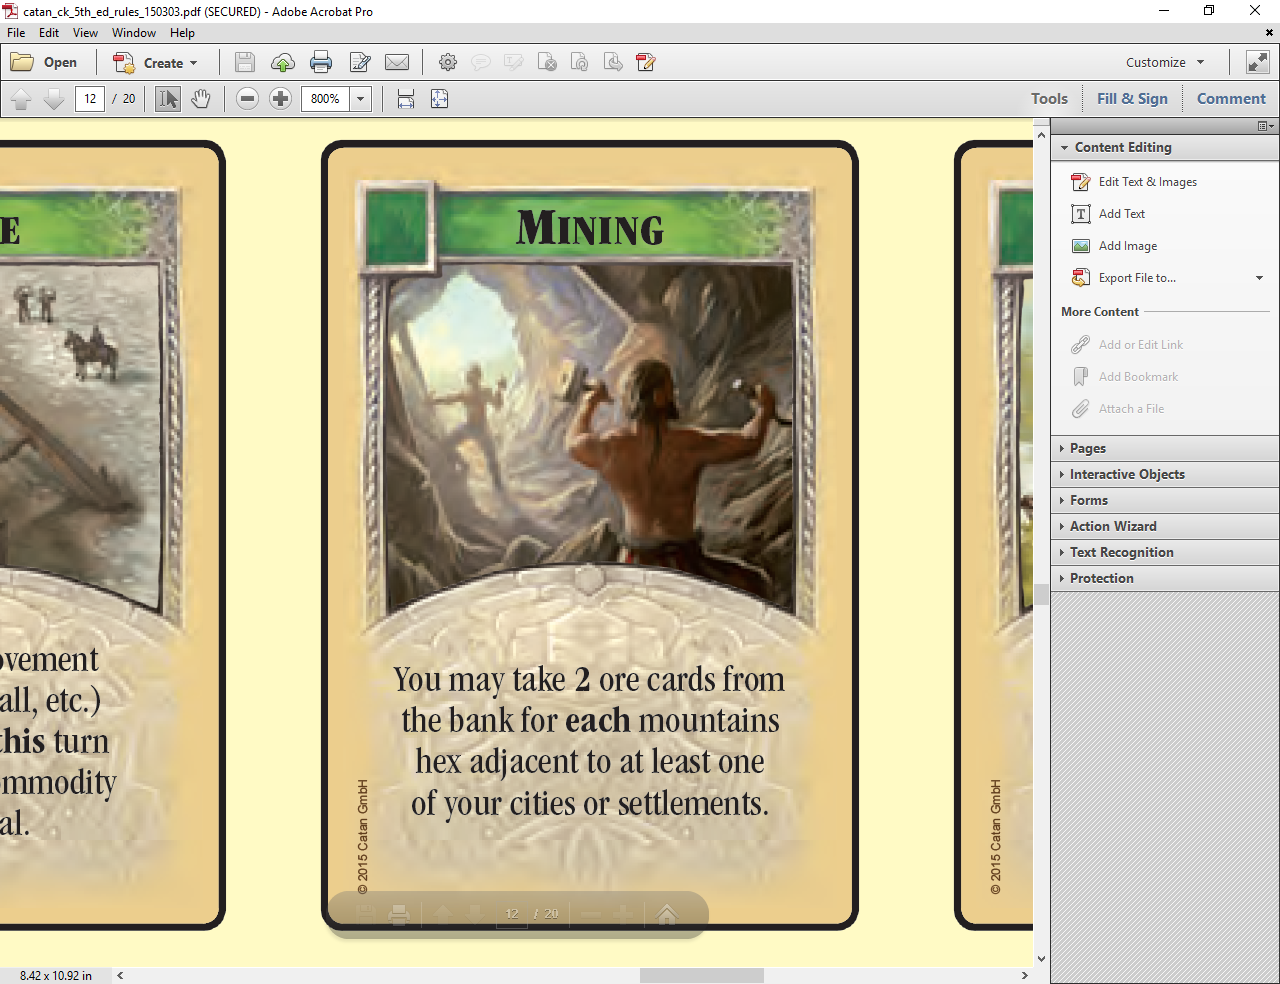 catan_ck_5th_ed_rules_150303.pdf (SECURED) - Adobe Acrobat Pro
File Edit View Window Help
Open Create Customize
12 / 20 800% Tools Fill & Sign Comment
Content Editing
Edit Text & Images
Add Text
Add Image
Export File to...
More Content
Add or Edit Link
Add Bookmark
Attach a File
Pages
Interactive Objects
Forms
Action Wizard
Text Recognition
Protection
E
ovement
all, etc.)
this turn
ommodity
al.
MINING
You may take 2 ore cards from
the bank for each mountains
hex adjacent to at least one
of your cities or settlements.
© 2015 Catan GmbH
© 2015 Catan GmbH
12 / 20
8.42 x 10.92 in